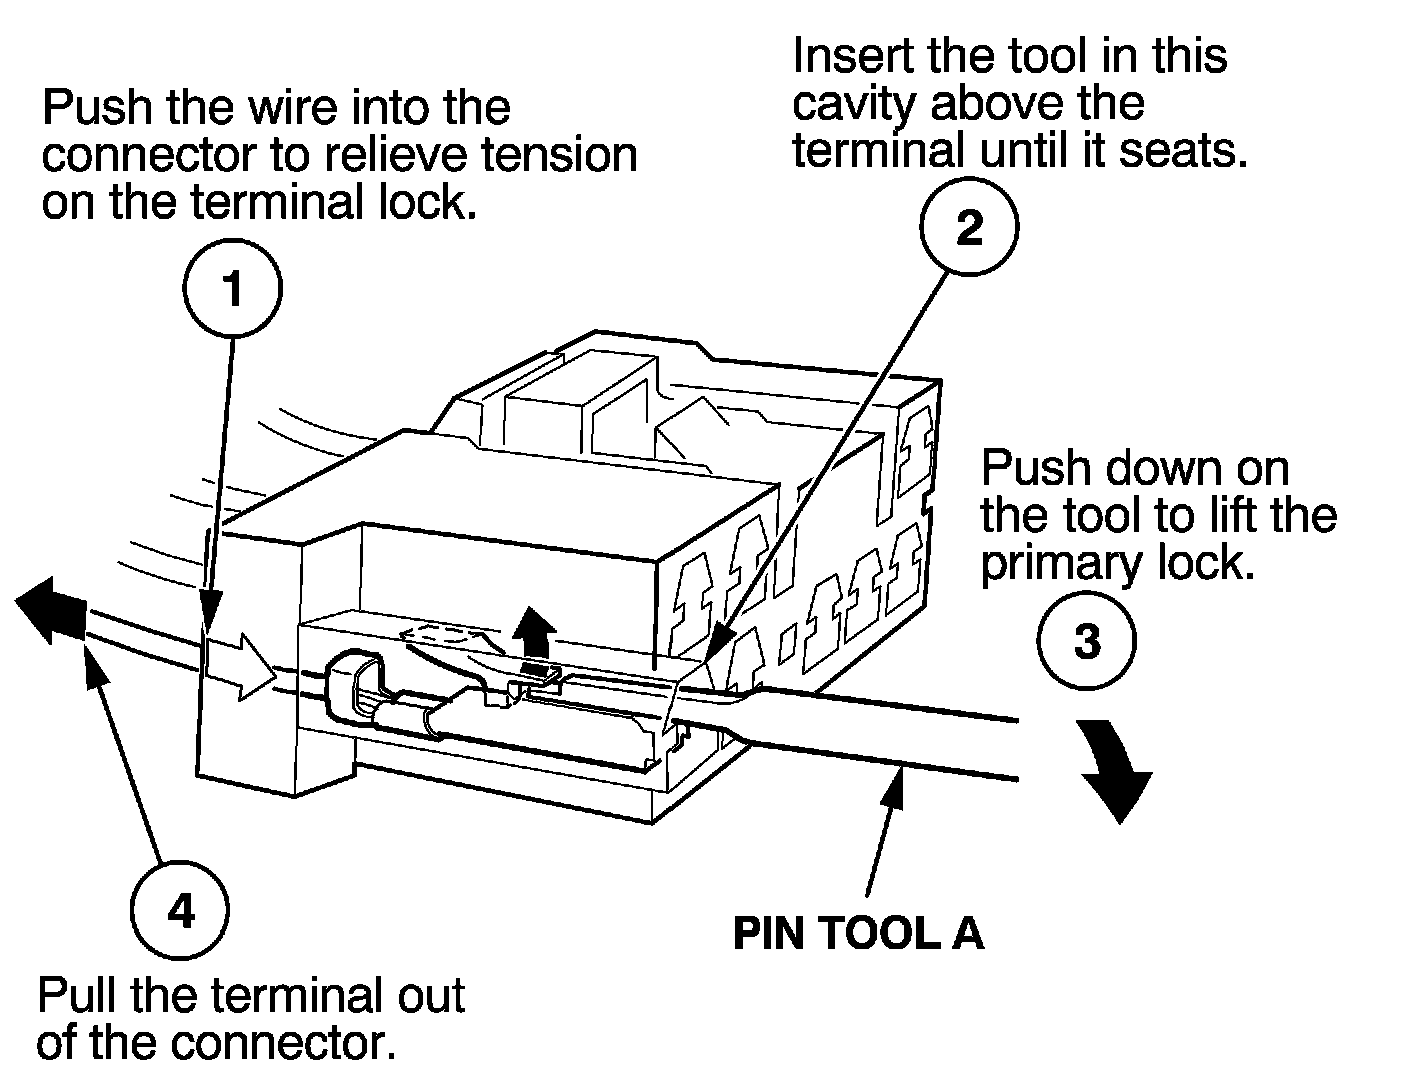 Push the wire into the
connector to relieve tension
on the terminal lock.
1
Insert the tool in this
cavity above the
terminal until it seats.
2
Push down on
the tool to lift the
primary lock.
3
PIN TOOL A
4
Pull the terminal out
of the connector.